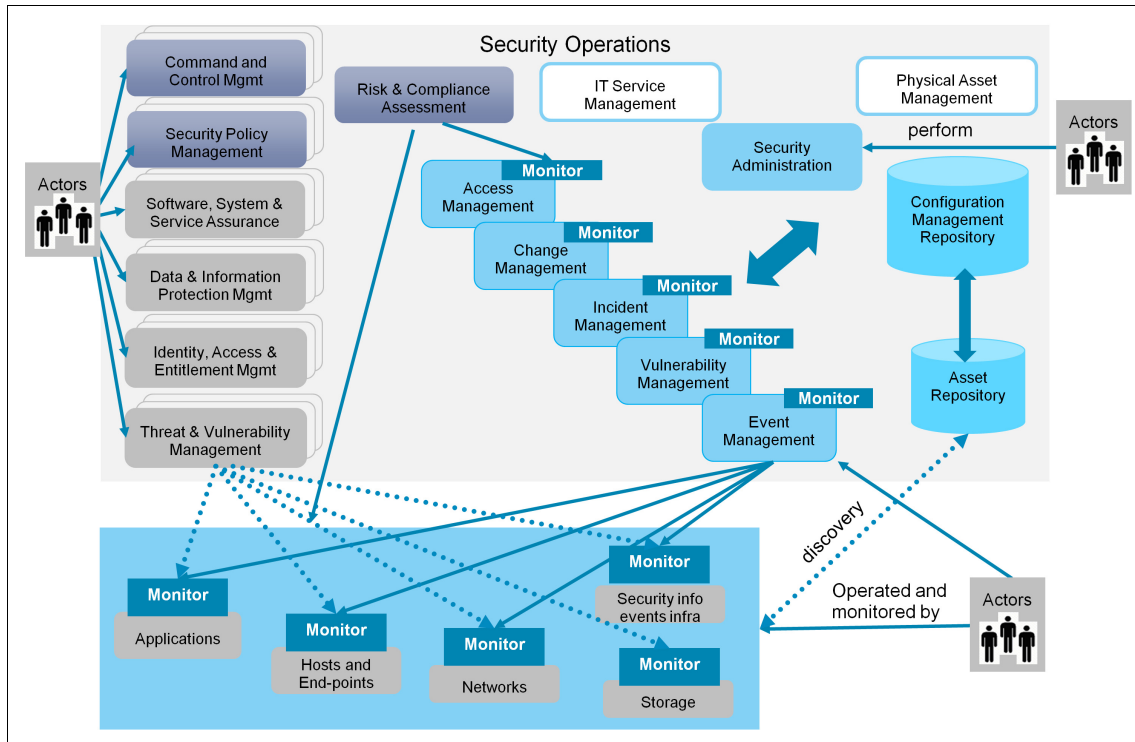 Security Operations
Command and
Control Mgmt
Security Policy
Management
Software, System &
Service Assurance
Data & Information
Protection Mgmt
Identity, Access &
Entitlement Mgmt
Threat & Vulnerability
Management
Actors
Risk & Compliance
Assessment
IT Service
Management
Physical Asset
Management
perform
Actors
Security
Administration
Monitor
Access
Management
Monitor
Change
Management
Monitor
Incident
Management
Monitor
Vulnerability
Management
Monitor
Event
Management
Configuration
Management
Repository
Asset
Repository
discovery
Operated and
monitored by
Actors
Monitor
Applications
Monitor
Hosts and
End-points
Monitor
Networks
Monitor
Security info
events infra
Monitor
Storage